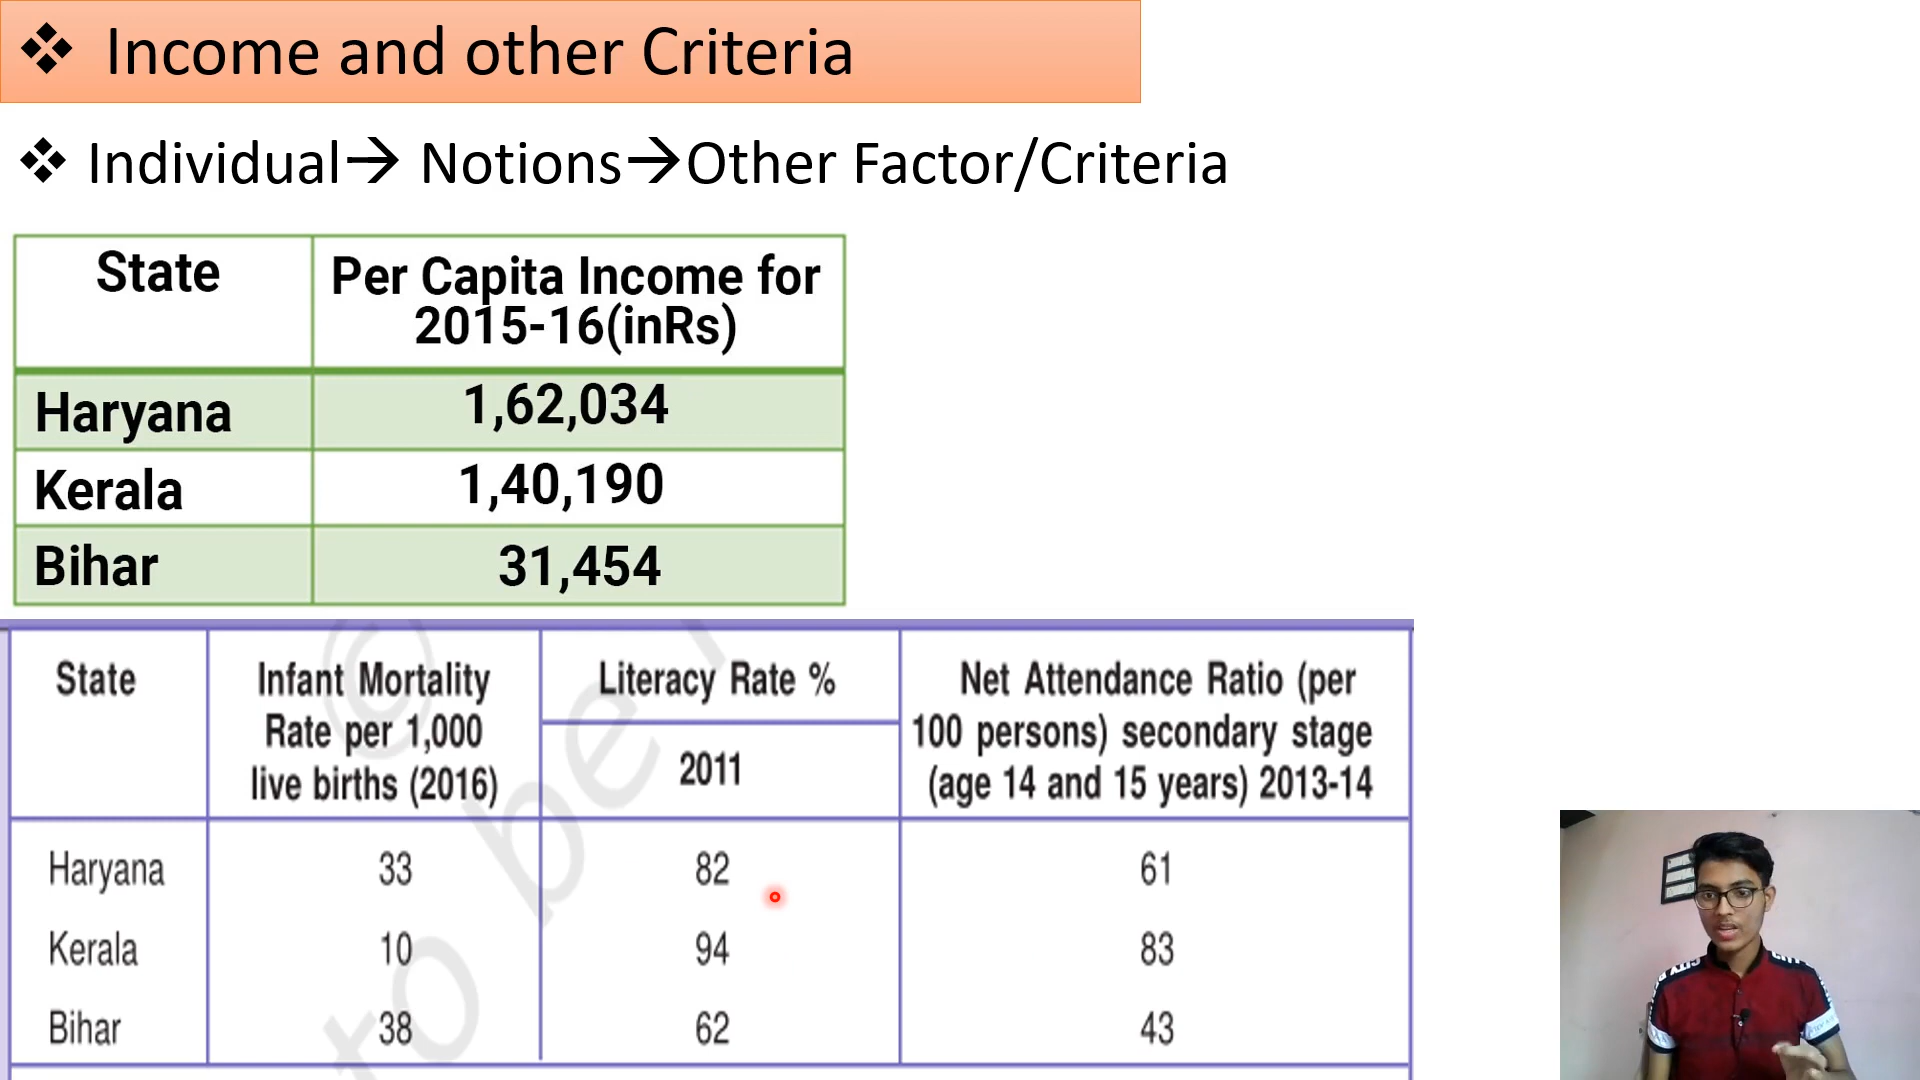 ❖ Income and other Criteria
❖ Individual→ Notions→Other Factor/Criteria
State
Per Capita Income for
2015-16(inRs)
Haryana 1,62,034
Kerala 1,40,190
Bihar 31,454
State
Infant Mortality
Rate per 1,000
live births (2016)
Literacy Rate %
2011
Net Attendance Ratio (per
100 persons) secondary stage
(age 14 and 15 years) 2013-14
Haryana 33 82 61
Kerala 10 94 83
Bihar 38 62 43
© to be